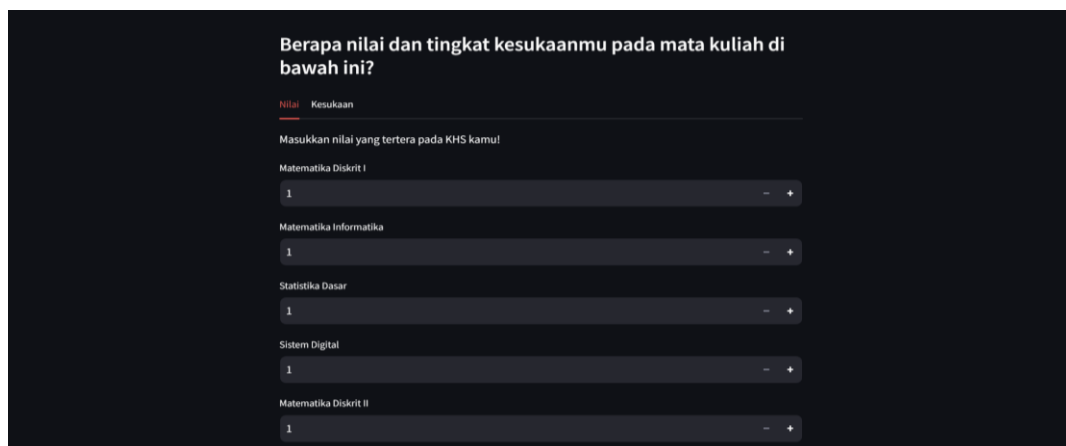 Berapa nilai dan tingkat kesukaanmu pada mata kuliah di
bawah ini?
Nilai Kesukaan
Masukkan nilai yang tertera pada KHS kamu!
Matematika Diskrit I
1 − +
Matematika Informatika
1 − +
Statistika Dasar
1 − +
Sistem Digital
1 − +
Matematika Diskrit II
1 − +